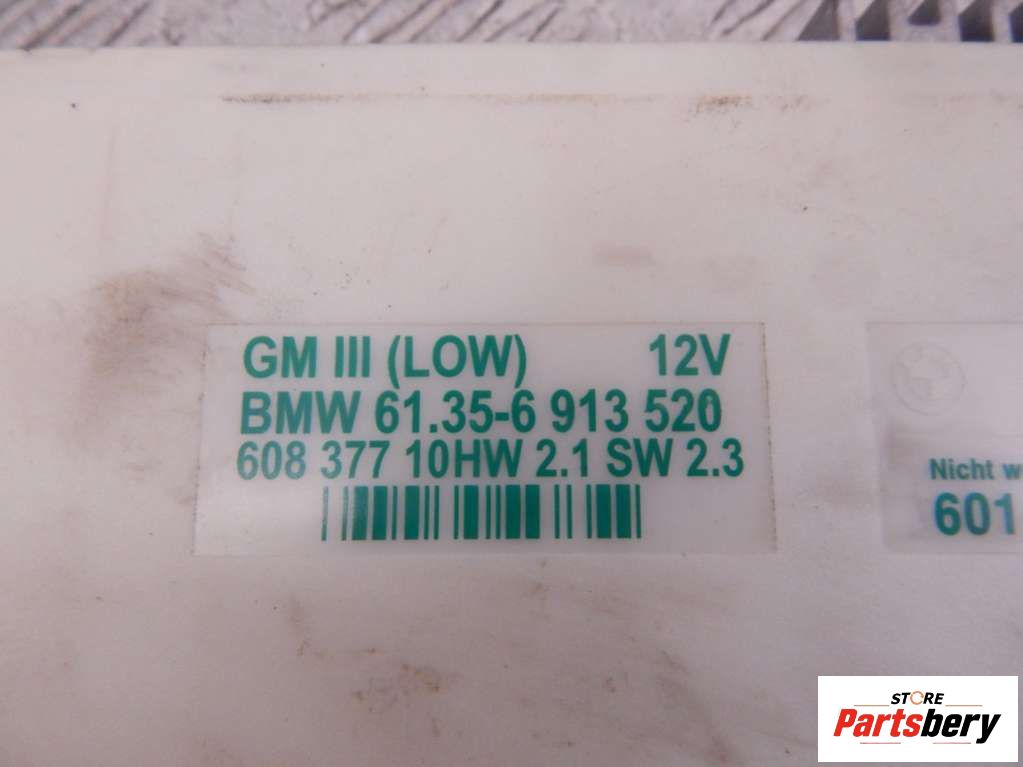 GM III (LOW) 12V
BMW 61.35-6 913 520
608 377 10HW 2.1 SW 2.3
Nicht w
601
STORE
Partsbery